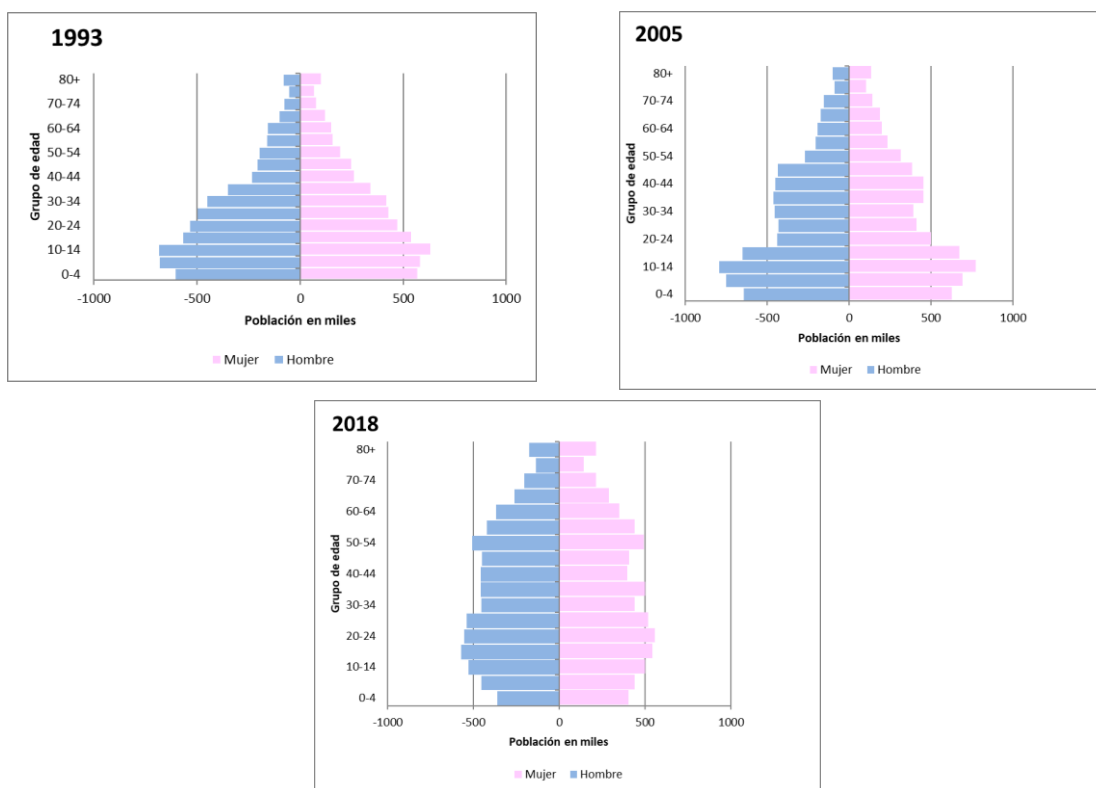 1993
80+
70-74
60-64
50-54
40-44
30-34
20-24
10-14
0-4
Grupo de edad
-1000 -500 0 500 1000
Población en miles
Mujer Hombre
2005
80+
70-74
60-64
50-54
40-44
30-34
20-24
10-14
0-4
Grupo de edad
-1000 -500 0 500 1000
Población en miles
Mujer Hombre
2018
80+
70-74
60-64
50-54
40-44
30-34
20-24
10-14
0-4
Grupo de edad
-1000 -500 0 500 1000
Población en miles
Mujer Hombre